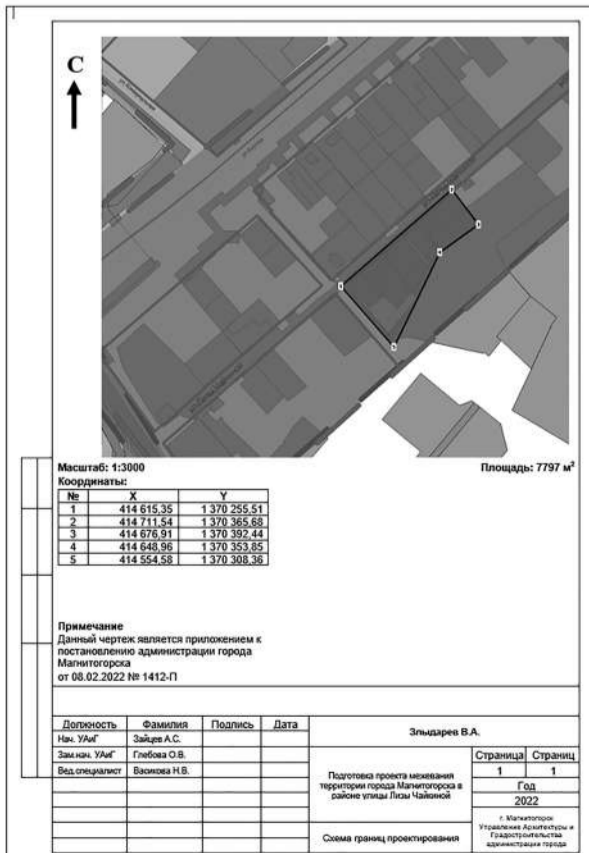 С
Масштаб: 1:3000
Площадь: 7797 м²
Координаты:
№ X Y
1 414 615,35 1 370 255,51
2 414 711,54 1 370 365,68
3 414 676,91 1 370 392,44
4 414 648,96 1 370 353,85
5 414 554,58 1 370 308,36
Примечание
Данный чертеж является приложением к
постановлению администрации города
Магнитогорска
от 08.02.2022 № 1412-П
Должность Фамилия Подпись Дата
Злыдарев В.А.
Нач. УАиГ Зайцев А.С.
Зам.нач. УАиГ Глебова О.В.
Вед.специалист Васикова Н.В.
Подготовка проекта межевания
территории города Магнитогорска в
районе улицы Лизы Чайкиной
Страница Страниц
1 1
Год
2022
Схема границ проектирования
г. Магнитогорск
Управление Архитектуры и
Градостроительства
администрации города